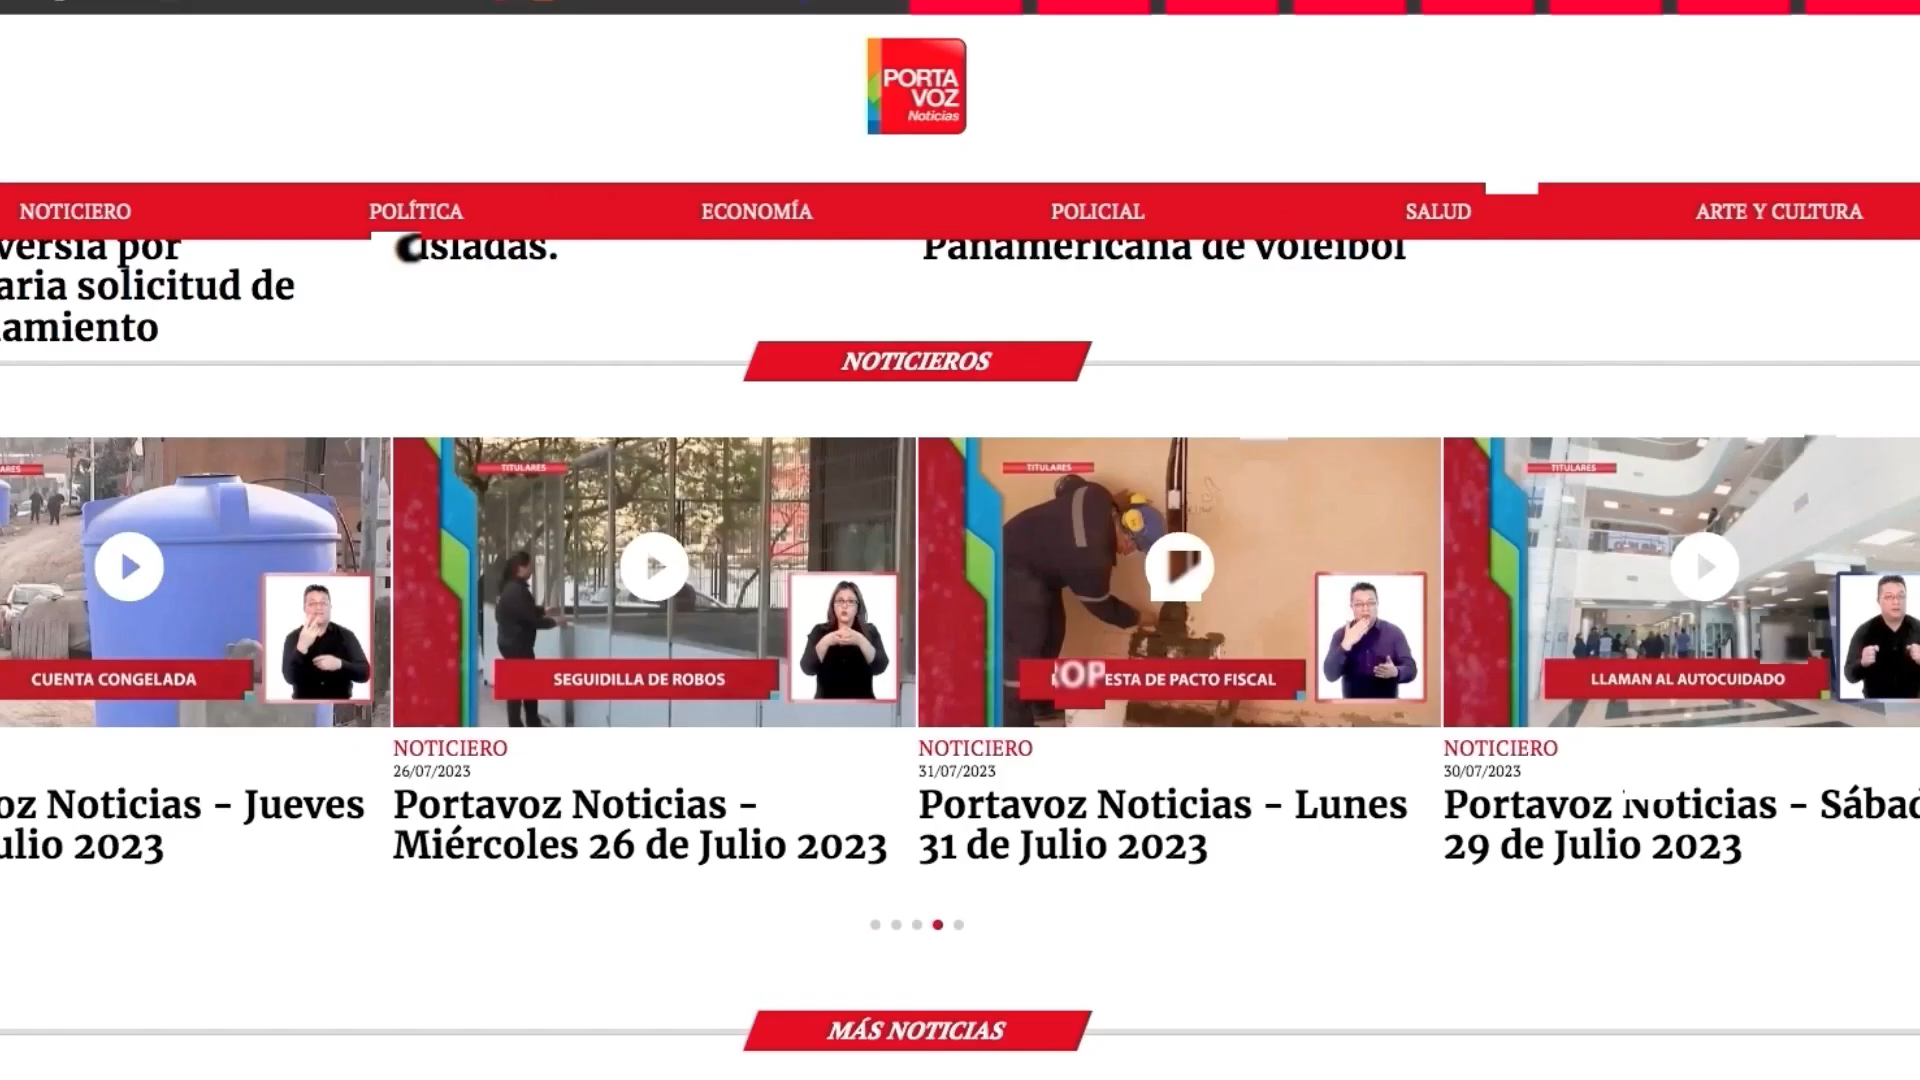 PORTA
VOZ
Noticias
NOTICIERO
POLÍTICA
ECONOMÍA
POLICIAL
SALUD
ARTE Y CULTURA
versia por
aria solicitud de
amiento
aisladas.
Panamericana de voleibol
NOTICIEROS
ARES
CUENTA CONGELADA
oz Noticias - Jueves
ulio 2023
TITULARES
SEGUIDILLA DE ROBOS
NOTICIERO
26/07/2023
Portavoz Noticias -
Miércoles 26 de Julio 2023
TITULARES
ESTA DE PACTO FISCAL
NOTICIERO
31/07/2023
Portavoz Noticias - Lunes
31 de Julio 2023
TITULARES
LLAMAN AL AUTOCUIDADO
NOTICIERO
30/07/2023
Portavoz Noticias - Sábad
29 de Julio 2023
MÁS NOTICIAS